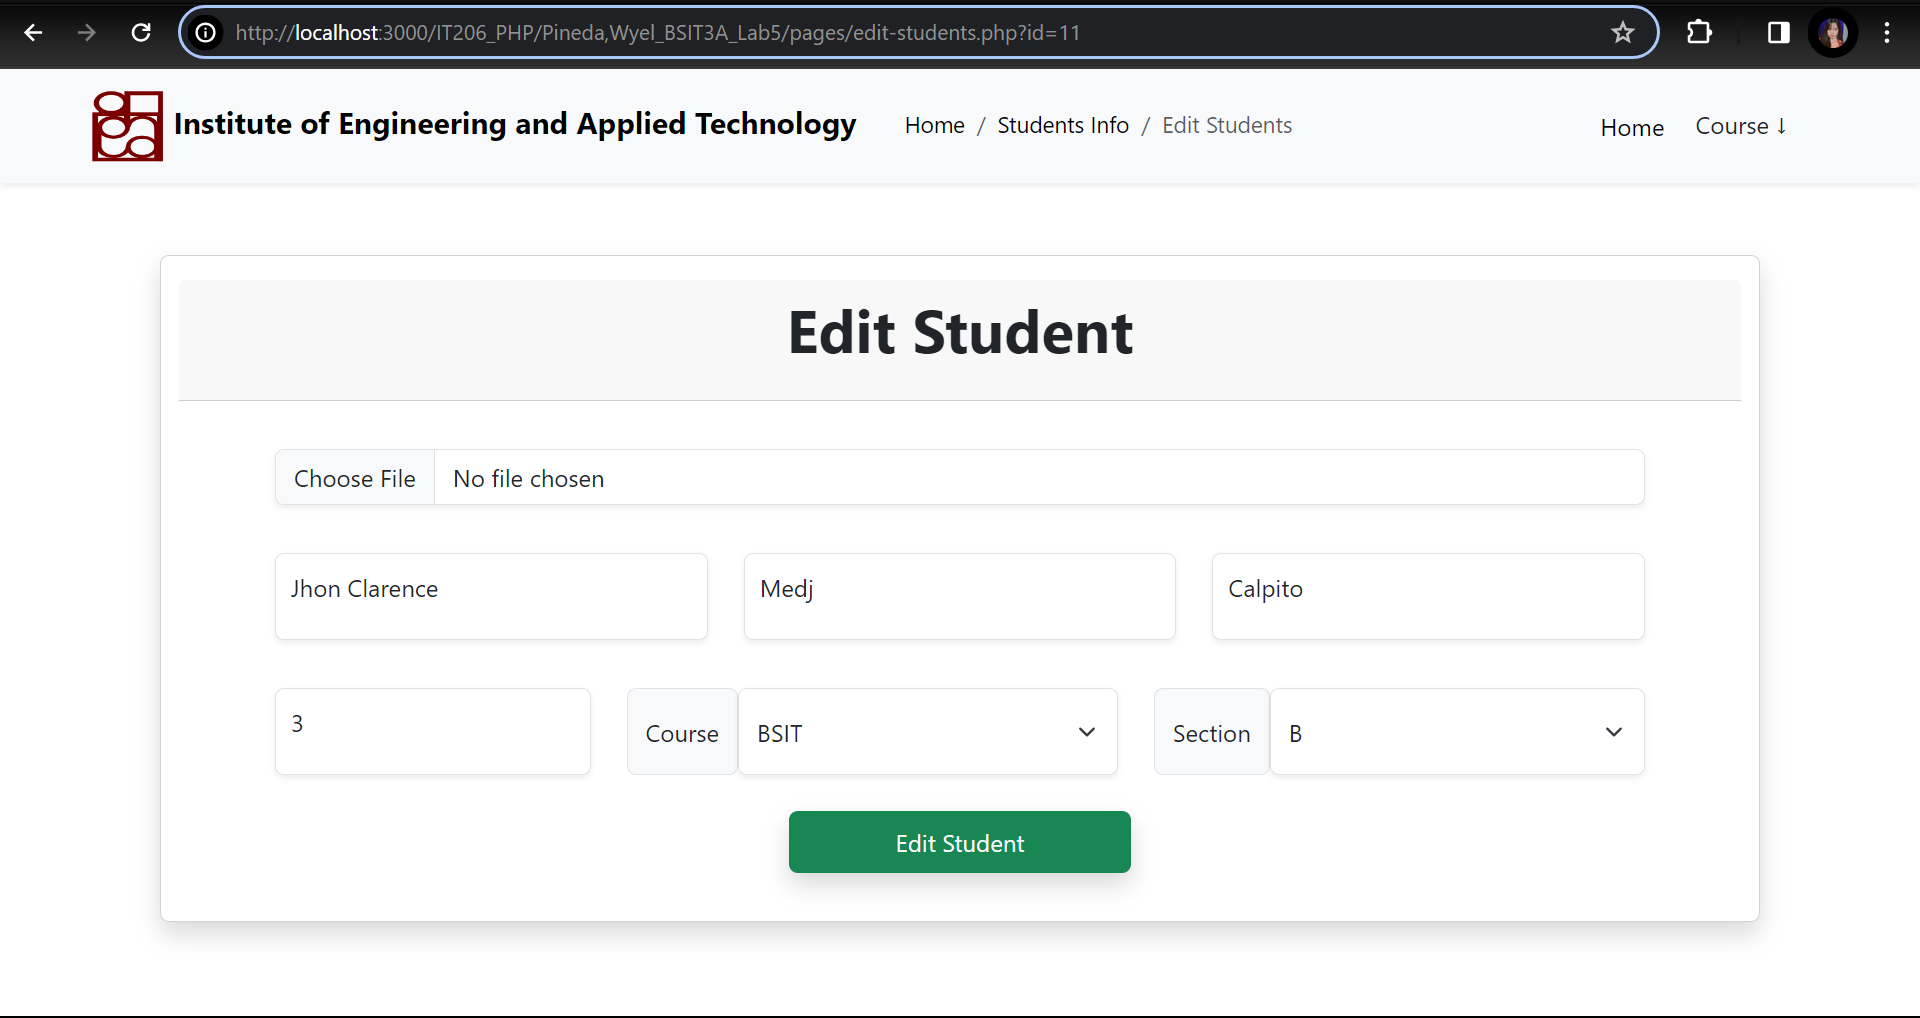 http://localhost:3000/IT206_PHP/Pineda,Wyel_BSIT3A_Lab5/pages/edit-students.php?id=11
Institute of Engineering and Applied Technology Home / Students Info / Edit Students Home Course ↓
Edit Student
Choose File No file chosen
Jhon Clarence Medj Calpito
3 Course BSIT Section B
Edit Student